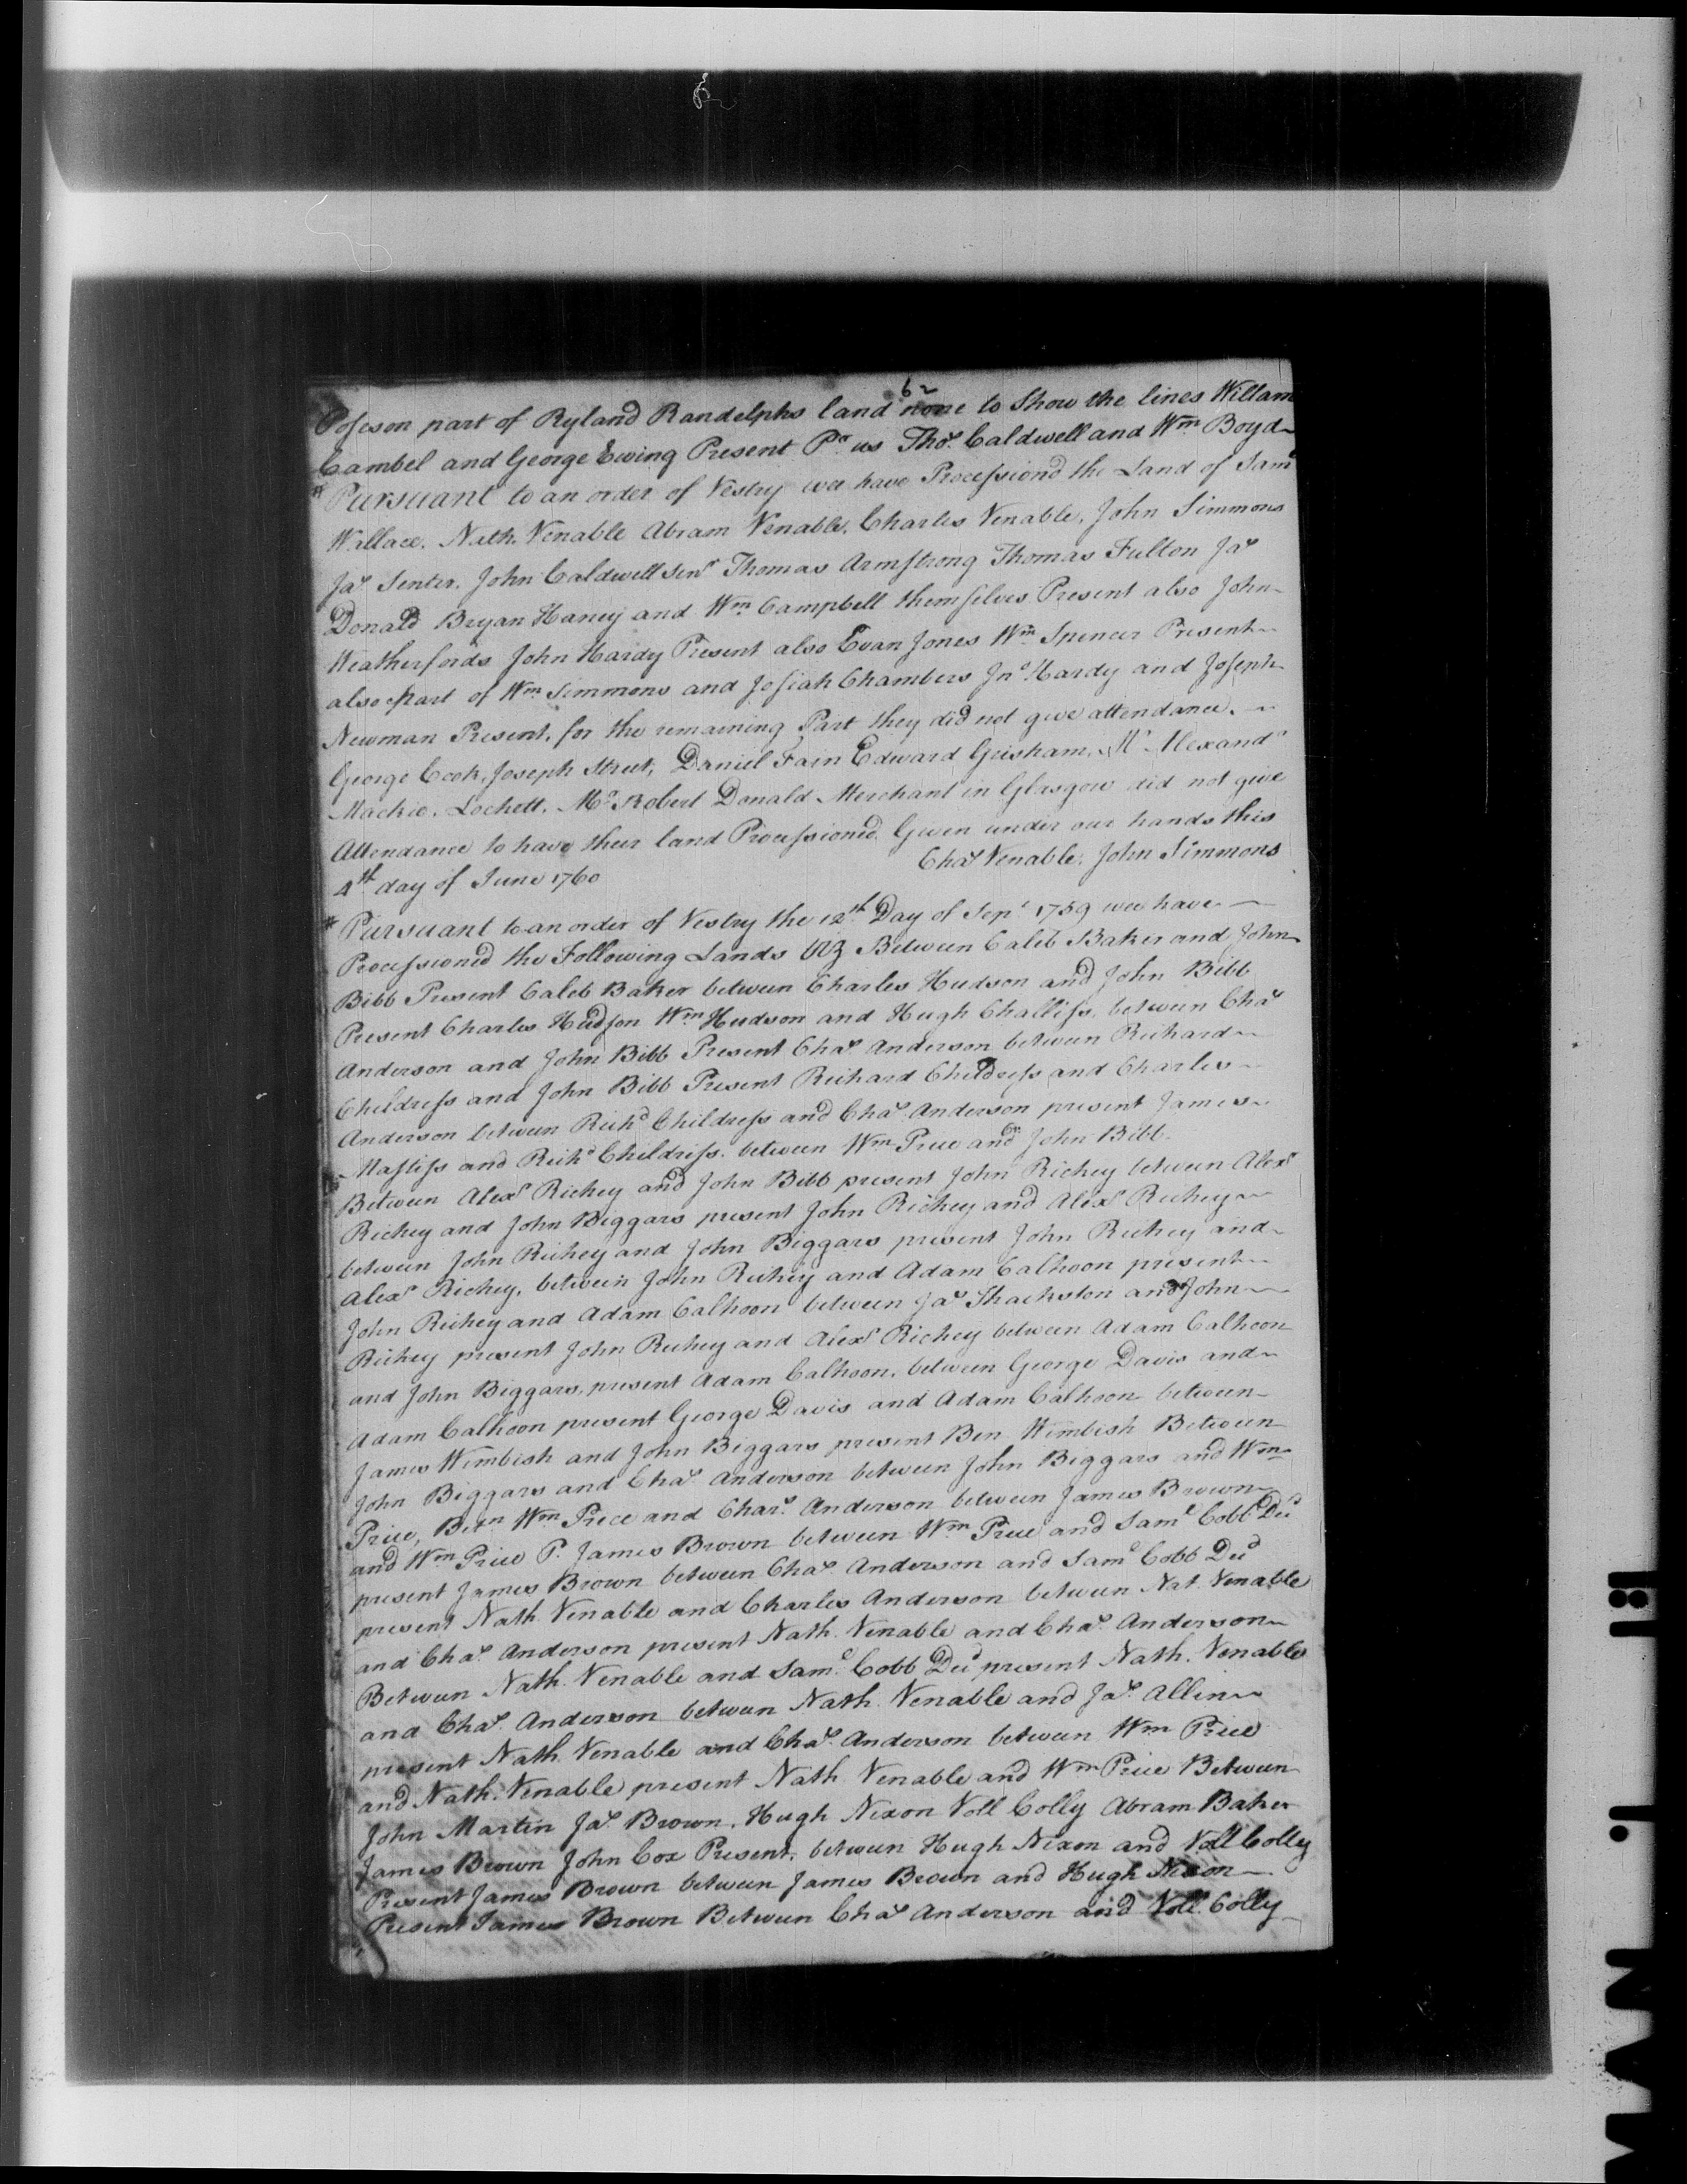 62
Poseson part of Ryland Randelphs land none to Show the lines Willam
Cambel and George Ewing Present Pr us Thos Caldwell and Wm Boyd
Pursuant to an order of Vestry wee have Processiond the Land of Saml
Wallace. Nath. Venable Abram Venable, Charles Venable, John Simmons
Jas Senter. John Caldwell Senr Thomas Armstrong Thomas Fulton Jas
Donald Bryan Haney and Wm Campbell themselves Present also John
Weatherfords John Hardy Present also Evan Jones Wm Spencer Present
also Part of Wm Simmons and Josiah Chambers Jno Hardy and Joseph
Newman Present, for the remaining Part they did not give attendance.
George Cook, Joseph Street, Daniel Fain Edward Grisham. Mr Alexandr
Mackie. Lockett. Mr Robert Donald Merchant in Glasgow did not give
Attendance to have their land Processioned. Given under our hands this
4th day of June 1760 Chas Venable. John Simmons
Pursuant to an order of Vestry the 12th Day of Sepr 1759 wee have
Processioned the Following Lands Viz Between Caleb Baker and John
Bibb Present Caleb Baker between Charles Hudson and John Bibb
Present Charles Hudson Wm Hudson and Hugh Challiss. between Chas
Anderson and John Bibb Present Chas Anderson between Richard
Childress and John Bibb Present Richard Childress and Charles
Anderson between Richd Childress and Chas Anderson present James
Mastiss and Richd Childriss. between Wm Price and John Bibb.
Between Alexr Richey and John Bibb present John Richey between Alexr
Richey and John Biggars present John Richey and Alexr Richey
between John Richey and John Biggars present John Richey and
Alexr Richey, between John Richey and Adam Calhoon present
John Richey and Adam Calhoon between Jas Thackston and John
Richey present John Richey and Alexr Richey between Adam Calhoon
and John Biggars, present Adam Calhoon, between George Davis and
Adam Calhoon present George Davis and Adam Calhoon between
James Wimbish and John Biggars present Ben Wimbish Between
John Biggars and Chas Anderson between John Biggars and Wm
Price, Betn Wm Price and Chars Anderson between James Brown
and Wm Price P. James Brown between Wm Price and Saml Cobb Decd
present James Brown between Chas Anderson and Saml Cobb Decd
present Nath Venable and Charles Anderson between Nat. Venable
and Chas Anderson present Nath. Venable and Chas Anderson
Between Nath. Venable and Saml Cobb Decd present Nath. Venable
and Chas Anderson between Nath. Venable and Jas Allin
present Nath. Venable and Chas Anderson between Wm Price
and Nath. Venable present Nath Venable and Wm Price Between
John Martin Jas Brown. Hugh Nixon Voll Colly Abram Baker
James Brown John Cox Present. between Hugh Nixon and Voll Colly
Present James Brown between James Brown and Hugh Nixon
Present James Brown Between Chas Anderson and Voll. Colly